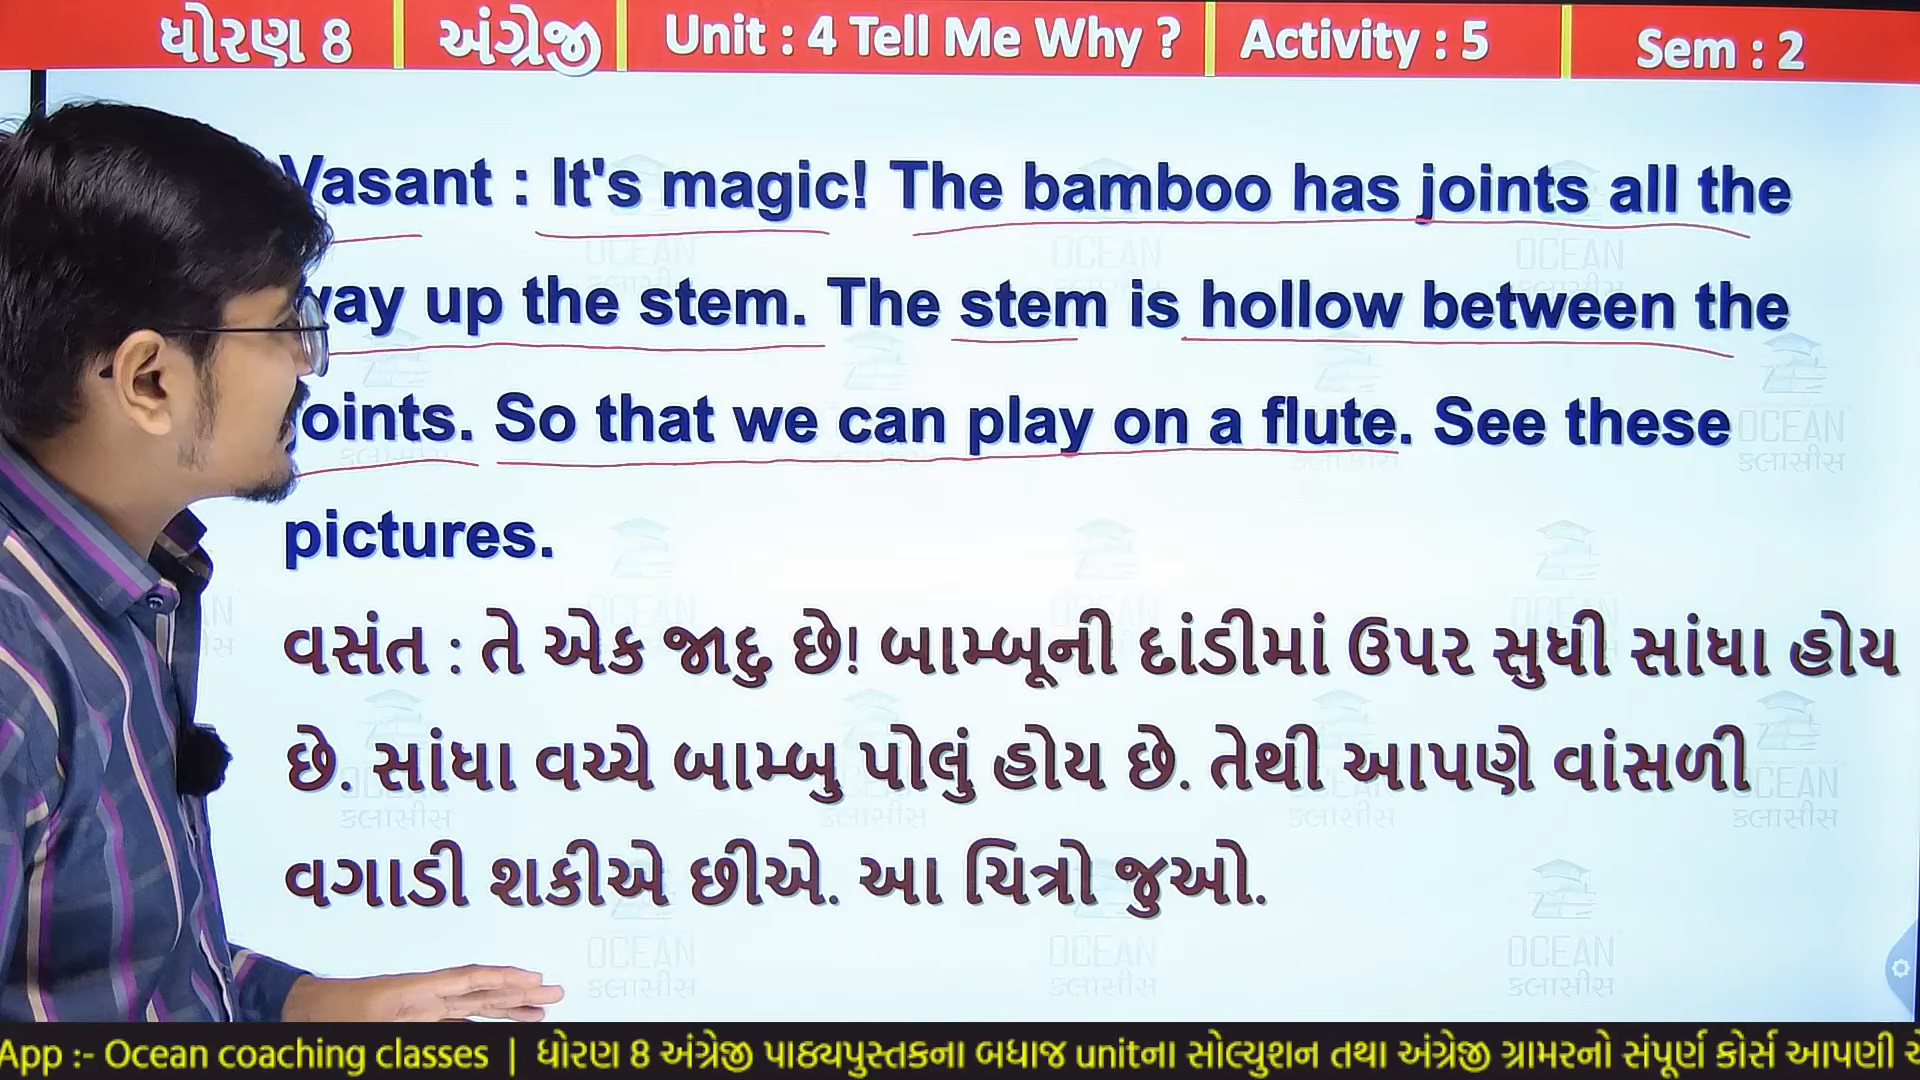 ધોરણ 8 અંગ્રેજી Unit : 4 Tell Me Why ? Activity : 5 Sem : 2
Vasant : It's magic! The bamboo has joints all the
way up the stem. The stem is hollow between the
joints. So that we can play on a flute. See these
pictures.
વસંત : તે એક જાદુ છે! બામ્બૂની દાંડીમાં ઉપર સુધી સાંધા હોય
છે. સાંધા વચ્ચે બામ્બુ પોલું હોય છે. તેથી આપણે વાંસળી
વગાડી શકીએ છીએ. આ ચિત્રો જુઓ.
OCEAN
ક્લાસીસ
App :- Ocean coaching classes | ધોરણ 8 અંગ્રેજી પાઠ્યપુસ્તકના બધાજ unitના સોલ્યુશન તથા અંગ્રેજી ગ્રામરનો સંપૂર્ણ કોર્સ આપણી